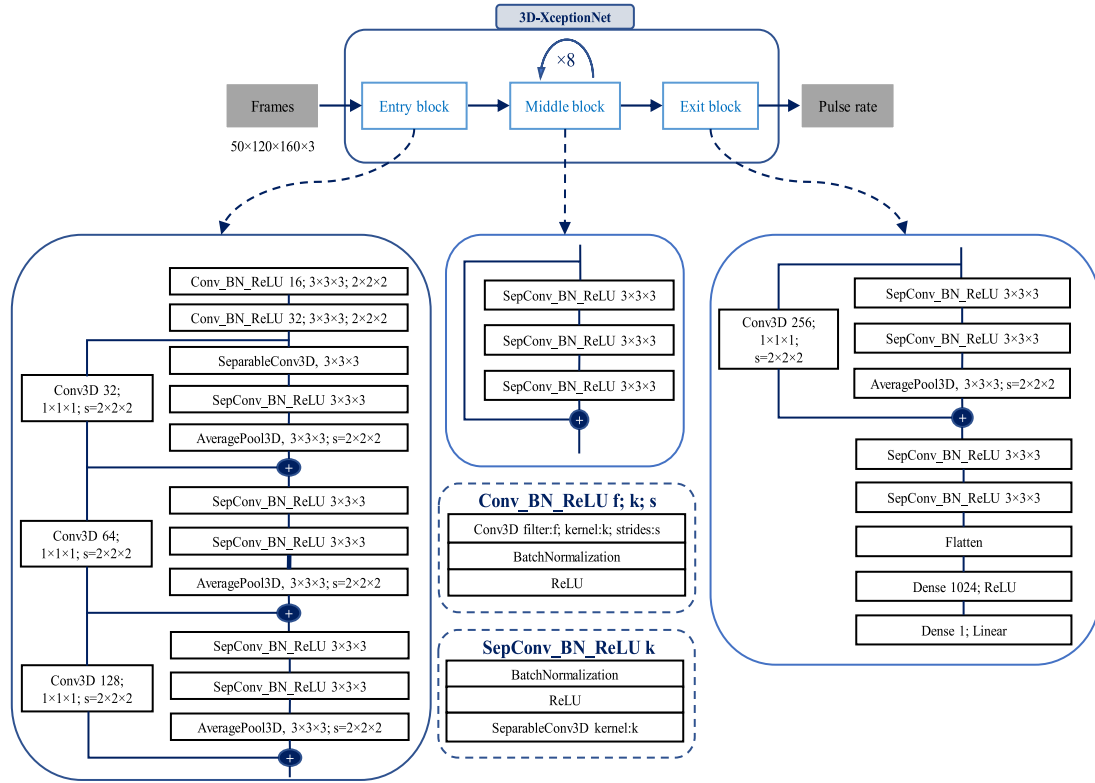 3D-XceptionNet
×8
Frames
Entry block
Middle block
Exit block
Pulse rate
50×120×160×3
Conv_BN_ReLU 16; 3×3×3; 2×2×2
Conv_BN_ReLU 32; 3×3×3; 2×2×2
SeparableConv3D, 3×3×3
Conv3D 32;
1×1×1; s=2×2×2
SepConv_BN_ReLU 3×3×3
AveragePool3D, 3×3×3; s=2×2×2
+
SepConv_BN_ReLU 3×3×3
Conv3D 64;
1×1×1; s=2×2×2
SepConv_BN_ReLU 3×3×3
AveragePool3D, 3×3×3; s=2×2×2
+
SepConv_BN_ReLU 3×3×3
Conv3D 128;
1×1×1; s=2×2×2
SepConv_BN_ReLU 3×3×3
AveragePool3D, 3×3×3; s=2×2×2
+
SepConv_BN_ReLU 3×3×3
SepConv_BN_ReLU 3×3×3
SepConv_BN_ReLU 3×3×3
+
Conv_BN_ReLU f; k; s
Conv3D filter:f; kernel:k; strides:s
BatchNormalization
ReLU
SepConv_BN_ReLU k
BatchNormalization
ReLU
SeparableConv3D kernel:k
SepConv_BN_ReLU 3×3×3
Conv3D 256;
1×1×1;
s=2×2×2
SepConv_BN_ReLU 3×3×3
AveragePool3D, 3×3×3; s=2×2×2
+
SepConv_BN_ReLU 3×3×3
SepConv_BN_ReLU 3×3×3
Flatten
Dense 1024; ReLU
Dense 1; Linear